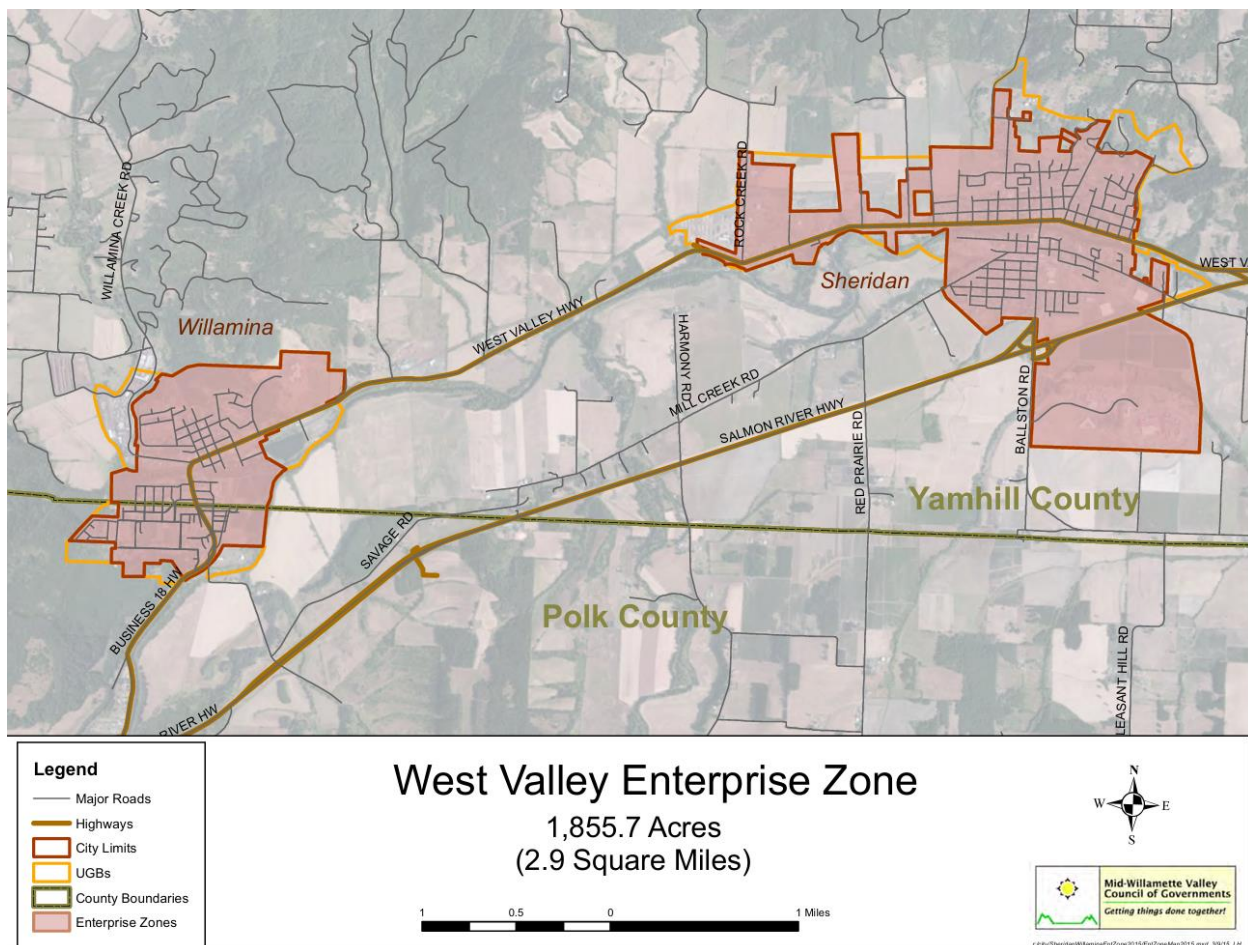 WILLAMINA CREEK RD
ROCK CREEK RD
WEST VA
Sheridan
Willamina
WEST VALLEY HWY
HARMONY RD
MILL CREEK RD
SALMON RIVER HWY
RED PRAIRIE RD
BALLSTON RD
Yamhill County
SAVAGE RD
BUSINESS 18 HW
Polk County
LEASANT HILL RD
RIVER HW
Legend
Major Roads
Highways
City Limits
UGBs
County Boundaries
Enterprise Zones
West Valley Enterprise Zone
1,855.7 Acres
(2.9 Square Miles)
1 0.5 0 1 Miles
N
W E
S
Mid-Willamette Valley
Council of Governments
Getting things done together!